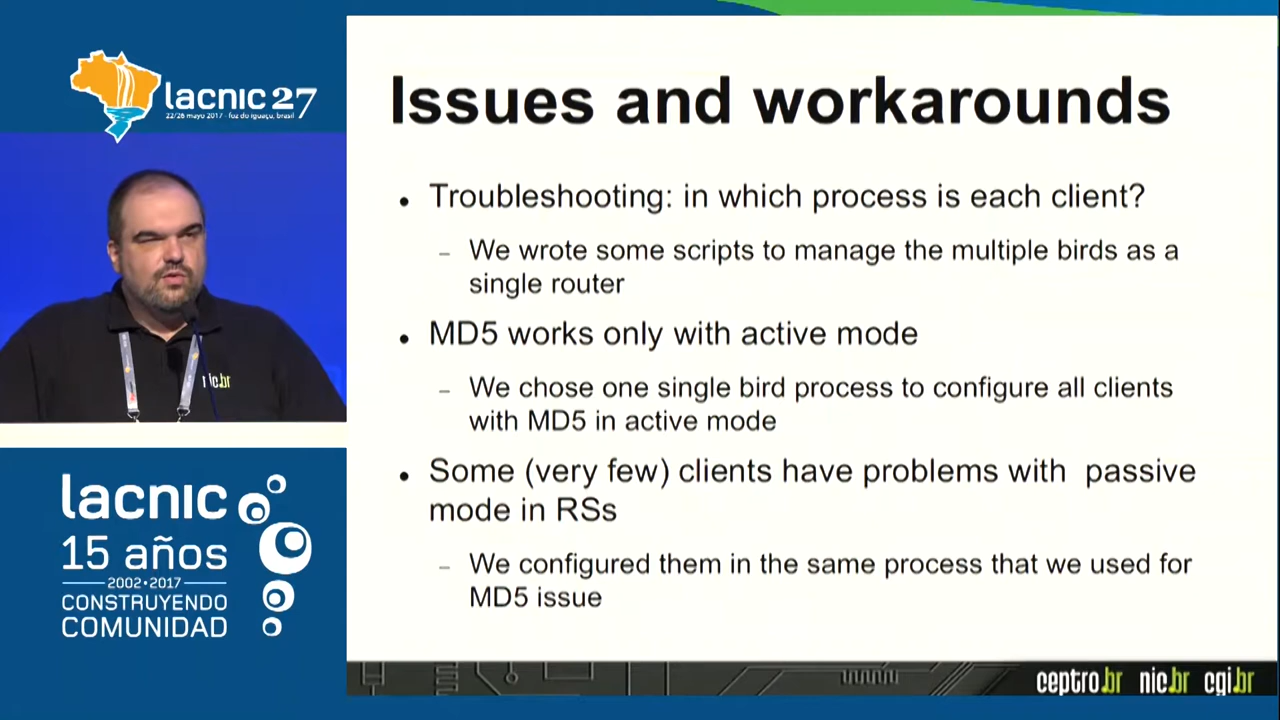 lacnic 27
22/26 mayo 2017 - foz do iguaçu, brasil
Issues and workarounds
• Troubleshooting: in which process is each client?
– We wrote some scripts to manage the multiple birds as a
single router
• MD5 works only with active mode
– We chose one single bird process to configure all clients
with MD5 in active mode
• Some (very few) clients have problems with passive
mode in RSs
– We configured them in the same process that we used for
MD5 issue
nic.br
lacnic
15 años
2002•2017
CONSTRUYENDO
COMUNIDAD
ceptro.br nic.br cgi.br